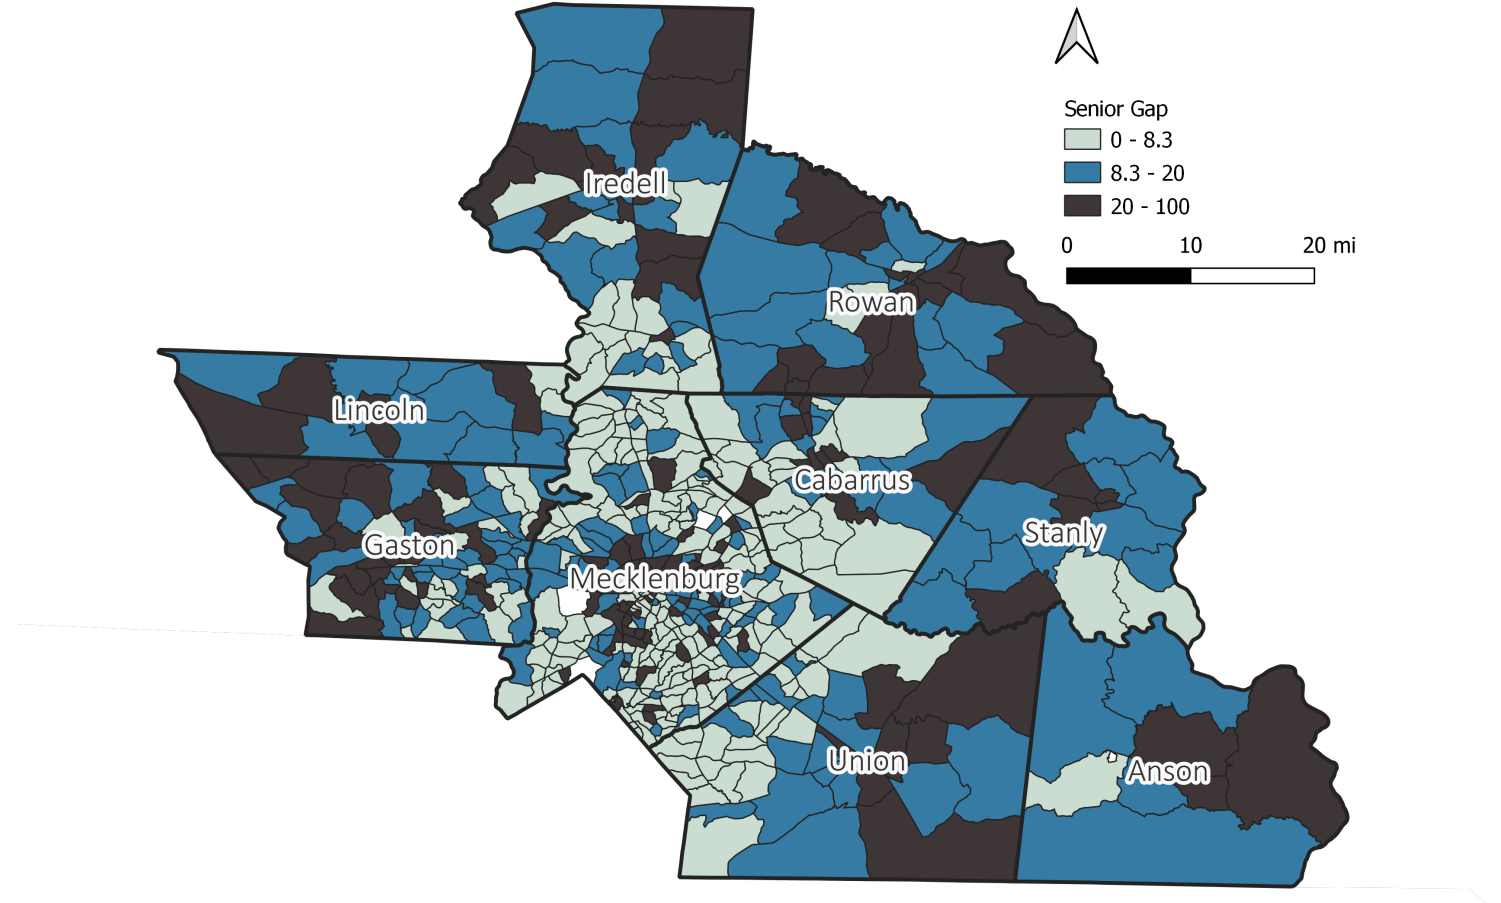 Senior Gap
0 - 8.3
8.3 - 20
20 - 100
0 10 20 mi
Iredell
Rowan
Lincoln
Cabarrus
Stanly
Gaston
Mecklenburg
Union
Anson